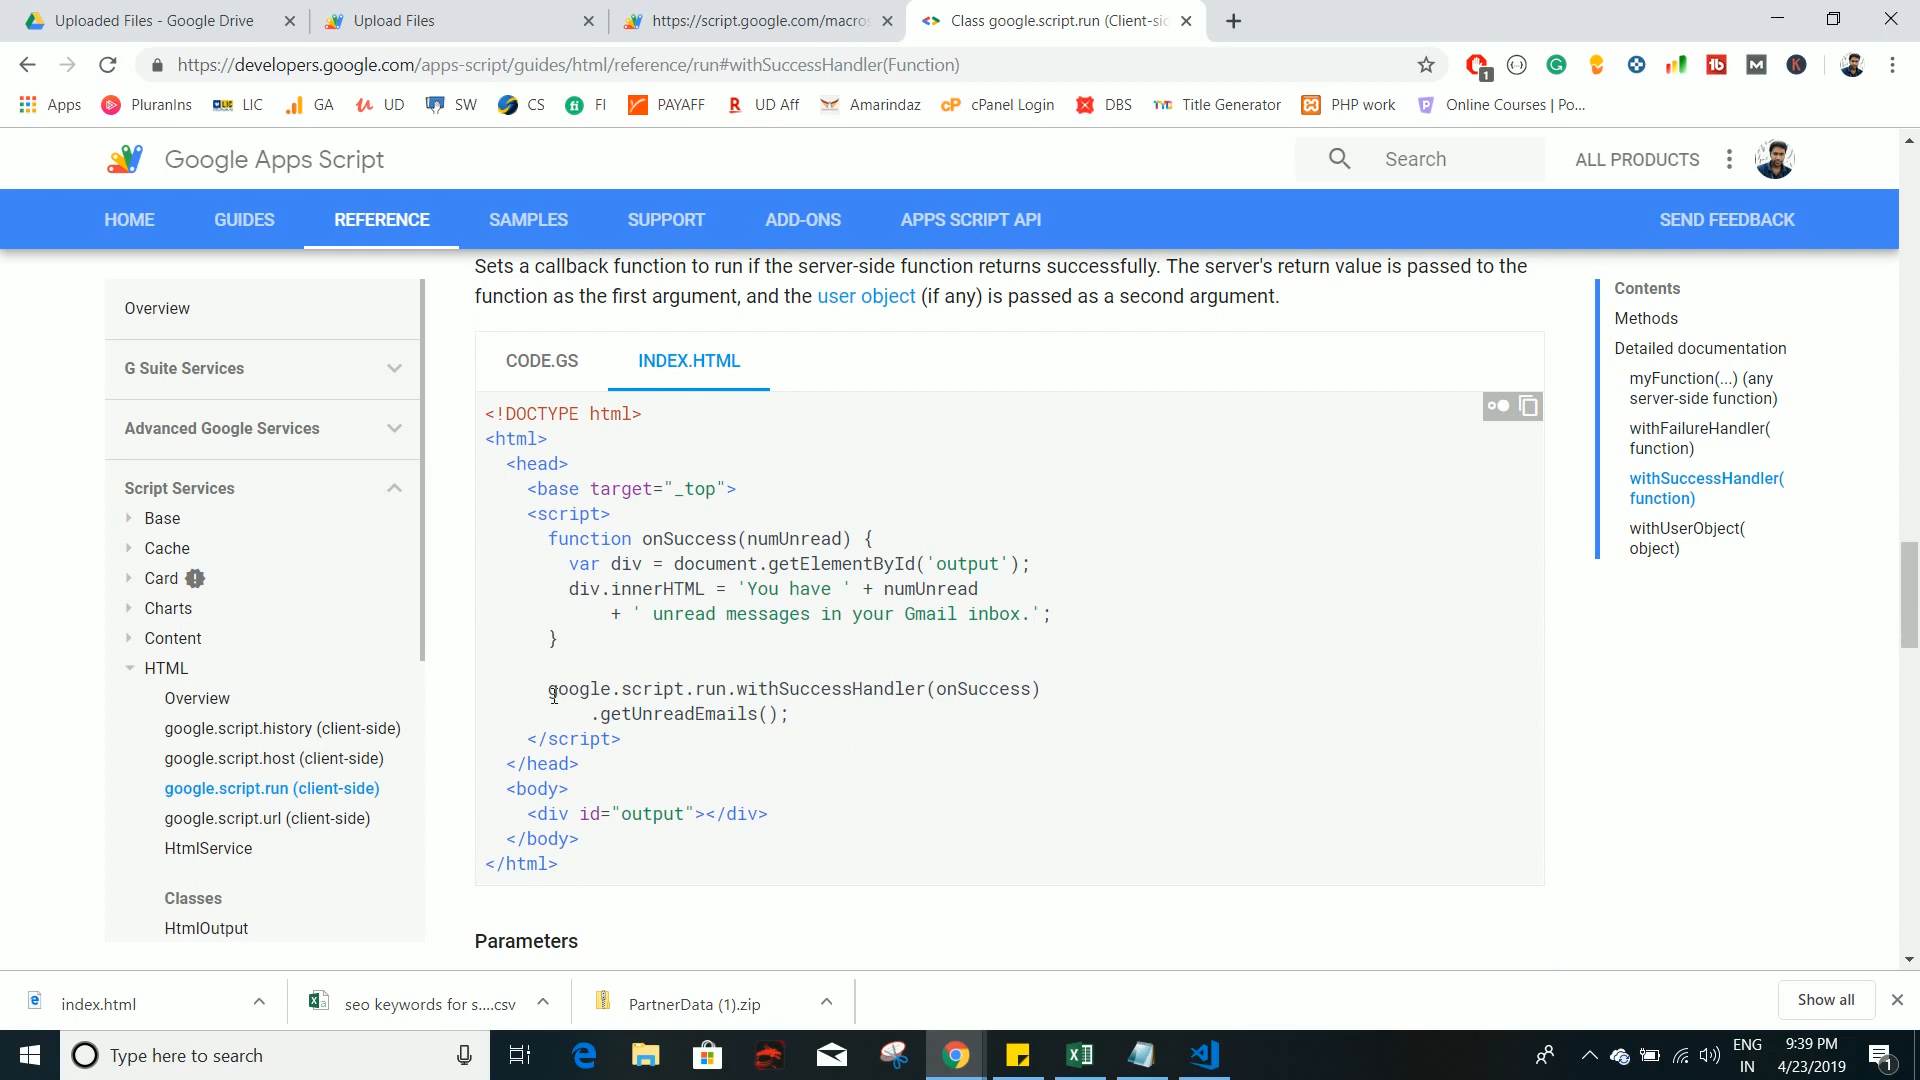 Uploaded Files - Google Drive
Upload Files
https://script.google.com/macros
Class google.script.run (Client-sid
https://developers.google.com/apps-script/guides/html/reference/run#withSuccessHandler(Function)
1
Apps
PluranIns
LIC
GA
UD
SW
CS
FI
PAYAFF
UD Aff
Amarindaz
cPanel Login
DBS
Title Generator
PHP work
Online Courses | Po...
Google Apps Script
Search
ALL PRODUCTS
HOME
GUIDES
REFERENCE
SAMPLES
SUPPORT
ADD-ONS
APPS SCRIPT API
SEND FEEDBACK
Overview
G Suite Services
Advanced Google Services
Script Services
Base
Cache
Card
Charts
Content
HTML
Overview
google.script.history (client-side)
google.script.host (client-side)
google.script.run (client-side)
google.script.url (client-side)
HtmlService
Classes
HtmlOutput
Sets a callback function to run if the server-side function returns successfully. The server's return value is passed to the
function as the first argument, and the user object (if any) is passed as a second argument.
CODE.GS
INDEX.HTML
<!DOCTYPE html>
<html>
<head>
<base target="_top">
<script>
function onSuccess(numUnread) {
var div = document.getElementById('output');
div.innerHTML = 'You have ' + numUnread
+ ' unread messages in your Gmail inbox.';
}
google.script.run.withSuccessHandler(onSuccess)
.getUnreadEmails();
</script>
</head>
<body>
<div id="output"></div>
</body>
</html>
Parameters
Contents
Methods
Detailed documentation
myFunction(...) (any
server-side function)
withFailureHandler(
function)
withSuccessHandler(
function)
withUserObject(
object)
index.html
seo keywords for s....csv
PartnerData (1).zip
Show all
Type here to search
ENG
IN
9:39 PM
4/23/2019
1